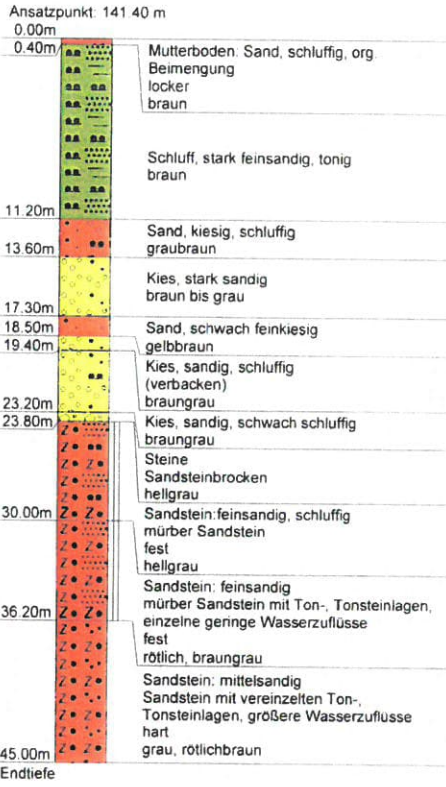 Ansatzpunkt: 141.40 m
0.00m
0.40m
Mutterboden: Sand, schluffig, org.
Beimengung
locker
braun
Schluff, stark feinsandig, tonig
braun
11.20m
Sand, kiesig, schluffig
graubraun
13.60m
Kies, stark sandig
braun bis grau
17.30m
Sand, schwach feinkiesig
gelbbraun
18.50m
19.40m
Kies, sandig, schluffig
(verbacken)
braungrau
23.20m
Kies, sandig, schwach schluffig
braungrau
23.80m
Steine
Sandsteinbrocken
hellgrau
30.00m
Sandstein:feinsandig, schluffig
mürber Sandstein
fest
hellgrau
Sandstein: feinsandig
mürber Sandstein mit Ton-, Tonsteinlagen,
einzelne geringe Wasserzuflüsse
fest
rötlich, braungrau
36.20m
Sandstein: mittelsandig
Sandstein mit vereinzelten Ton-,
Tonsteinlagen, größere Wasserzuflüsse
hart
grau, rötlichbraun
45.00m
Endtiefe